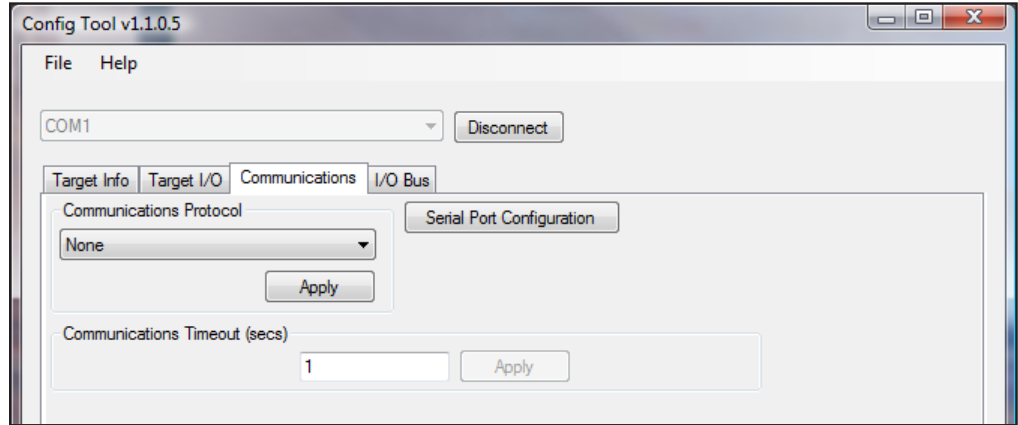 Config Tool v1.1.0.5
File Help
COM1 Disconnect
Target Info Target I/O Communications I/O Bus
Communications Protocol
Serial Port Configuration
None
Apply
Communications Timeout (secs)
1 Apply